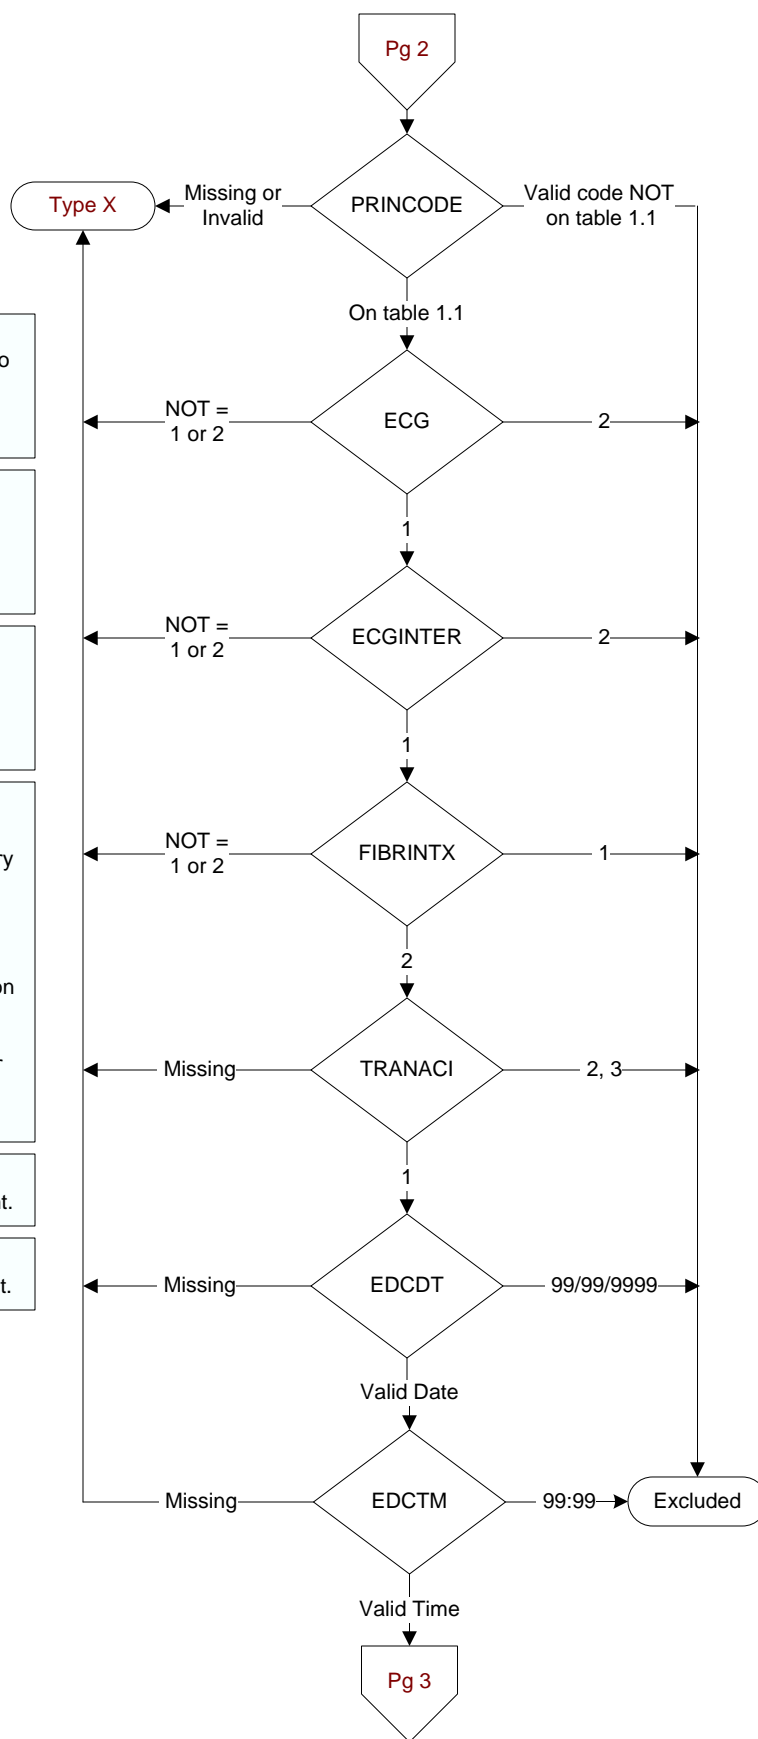 Pg 2
PRINCODE
Missing or
Invalid
Type X
Valid code NOT
on table 1.1
On table 1.1
o
ECG
NOT =
1 or 2
2
1
ECGINTER
NOT =
1 or 2
2
1
FIBRINTX
NOT =
1 or 2
1
ry
2
on
TRANACI
Missing
2, 3
1
t.
EDCDT
Missing
99/99/9999
t.
Valid Date
EDCTM
Missing
99:99
Excluded
Valid Time
Pg 3